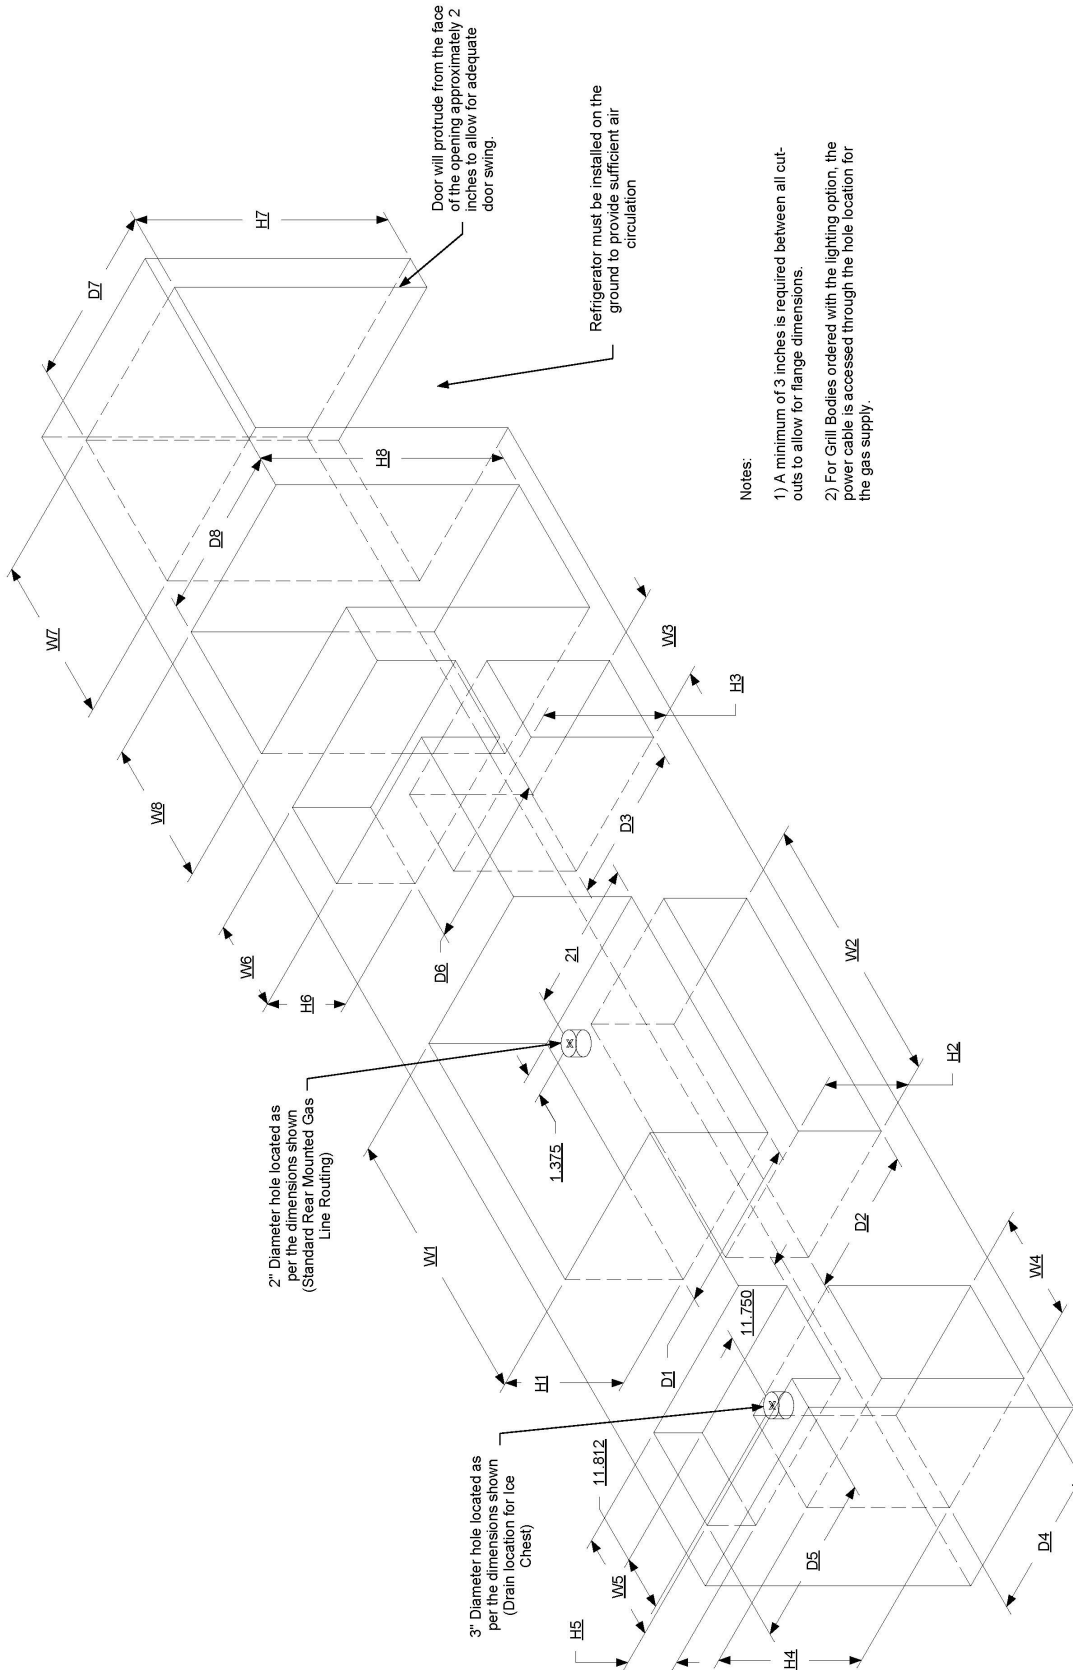 Door will protrude from the face
of the opening approximately 2
inches to allow for adequate
door swing.
Refrigerator must be installed on the
ground to provide sufficient air
circulation
Notes:
1) A minimum of 3 inches is required between all cut-
outs to allow for flange dimensions.
2) For Grill Bodies ordered with the lighting option, the
power cable is accessed through the hole location for
the gas supply.
2" Diameter hole located as
per the dimensions shown
(Standard Rear Mounted Gas
Line Routing)
3" Diameter hole located as
per the dimensions shown
(Drain location for Ice
Chest)
D7
H7
W7
D8
H8
W8
W6
H6
D6
W3
H3
D3
21
1.375
W1
H1
D1
W2
H2
D2
11.750
11.812
W4
W5
H5
D5
H4
D4